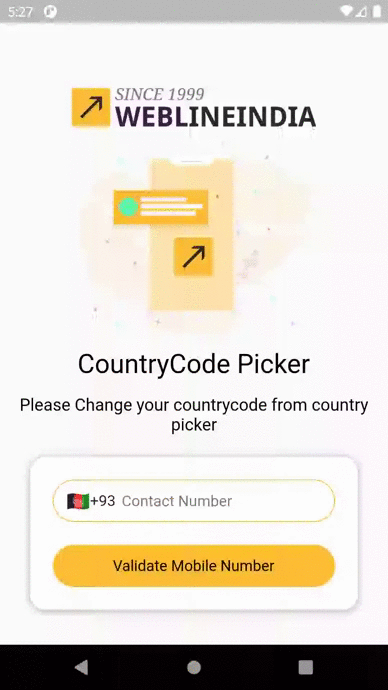 5:27
SINCE 1999
WEBLINEINDIA
CountryCode Picker
Please Change your countrycode from country
picker
+93 Contact Number
Validate Mobile Number